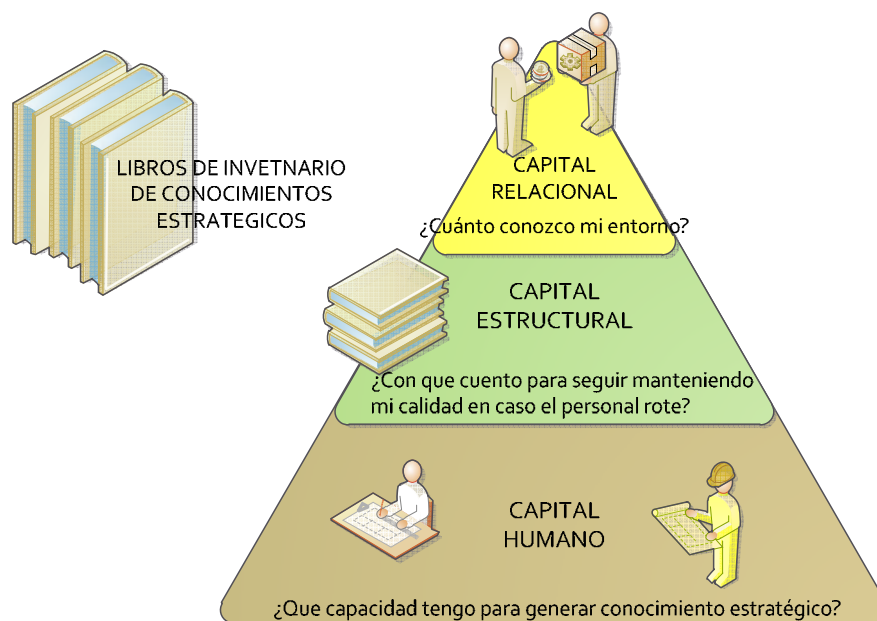 LIBROS DE INVETNARIO
DE CONOCIMIENTOS
ESTRATEGICOS
CAPITAL
RELACIONAL
¿Cuánto conozco mi entorno?
CAPITAL
ESTRUCTURAL
¿Con que cuento para seguir manteniendo
mi calidad en caso el personal rote?
CAPITAL
HUMANO
¿Que capacidad tengo para generar conocimiento estratégico?